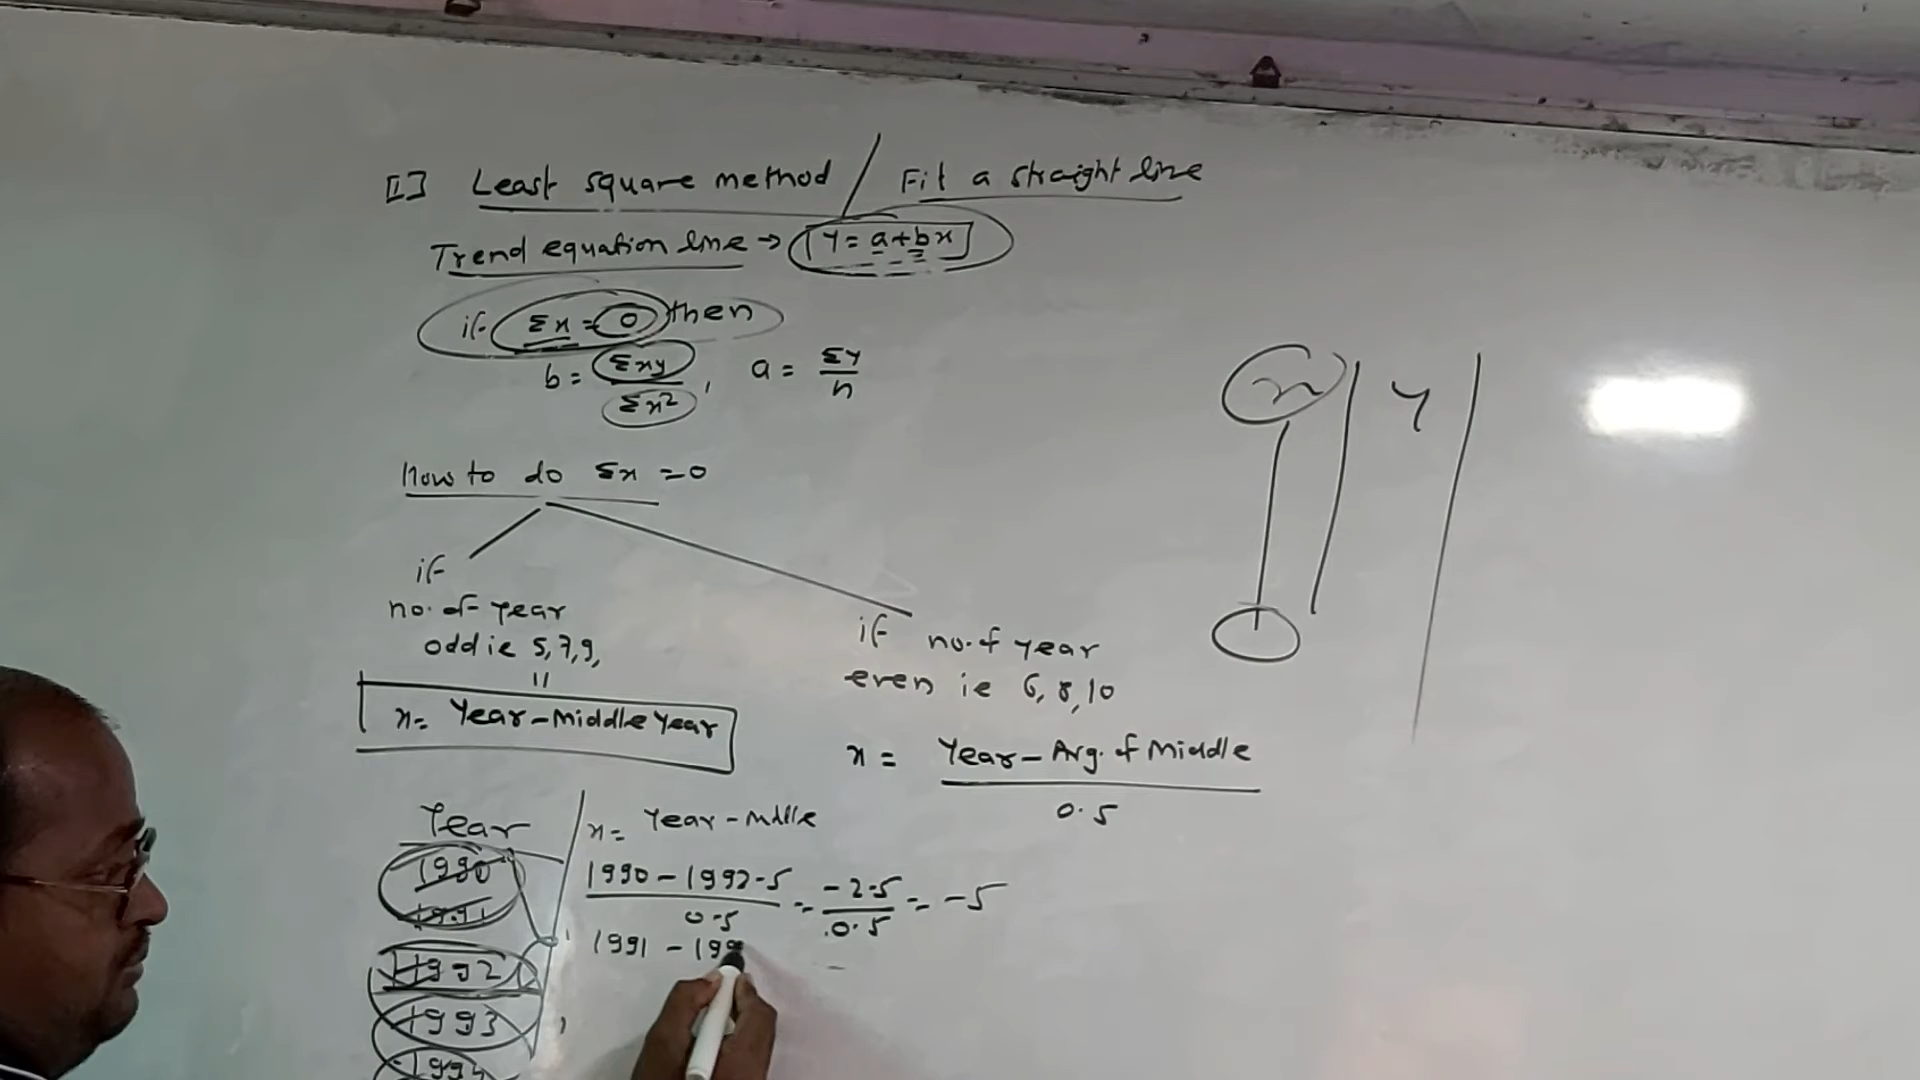 [I] Least square method / Fit a straight line
Trend equation line → Y = a + bx
if Σx = 0 then
b = Σxy / Σx² , a = ΣY / n
How to do Σx = 0
if
no. of year
odd ie 5, 7, 9,
11
x = Year - Middle Year
if no. of year
even ie 6, 8, 10
x = Year - Avg. of Middle
0.5
x Y
Year x = Year - Mdlle
1990 1990 - 1992.5 / 0.5 = -2.5 / 0.5 = -5
1991 1991 - 199
1992
1993
1994